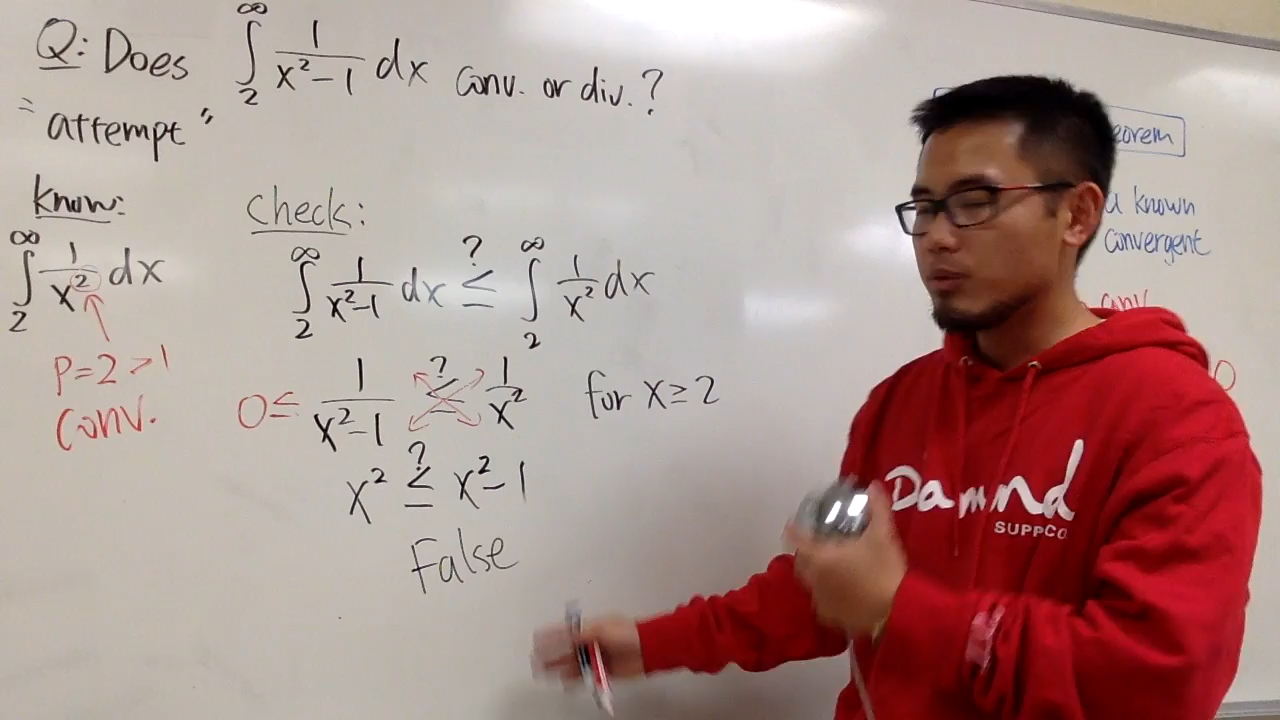 Q: Does ∫₂^∞ 1/(x²-1) dx conv. or div.?
"attempt"
know:
∫₂^∞ 1/x² dx
p=2>1
conv.
check:
∫₂^∞ 1/(x²-1) dx ≤? ∫₂^∞ 1/x² dx
0≤ 1/(x²-1) ≤? 1/x² for x≥2
x² ≤? x²-1
False
known
convergent
conv
0
SUPPCO